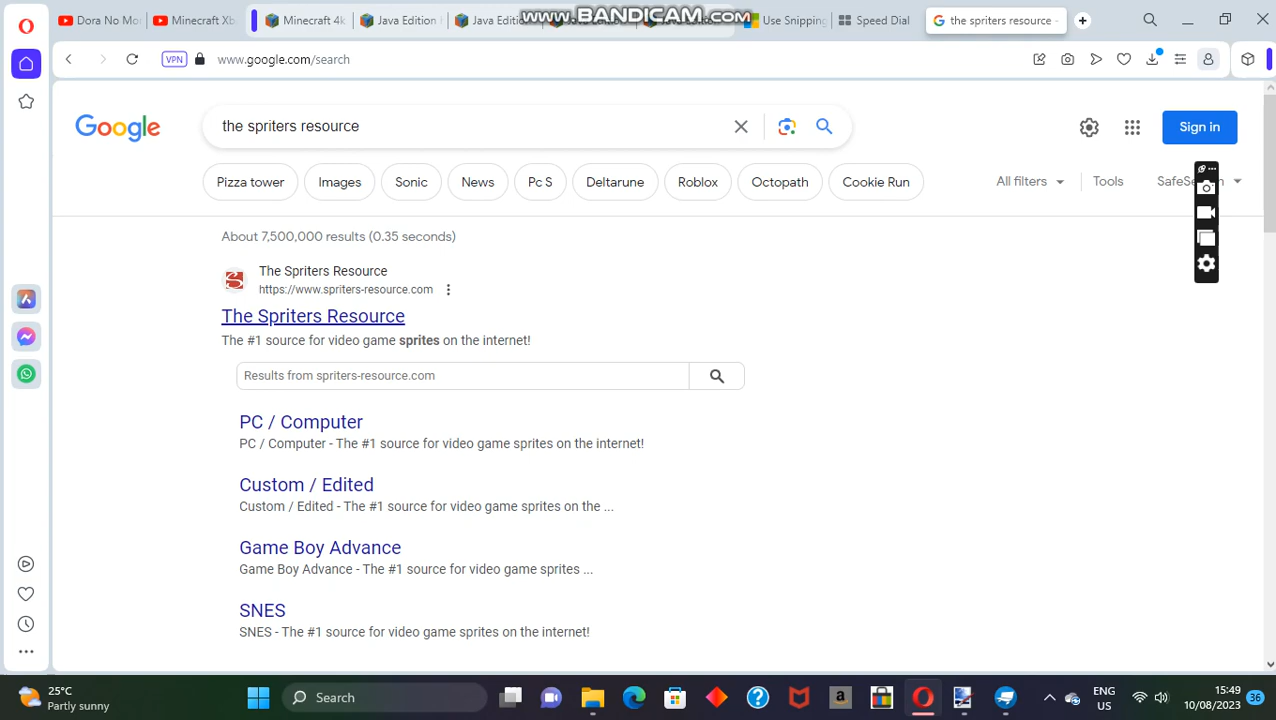 www.BANDICAM.com
Dora No Mo
Minecraft Xb
Minecraft 4k
Java Edition
Java Edition
Use Snipping
Speed Dial
the spriters resource -
VPN
www.google.com/search
Google
the spriters resource
Sign in
Pizza tower
Images
Sonic
News
Pc S
Deltarune
Roblox
Octopath
Cookie Run
All filters
Tools
About 7,500,000 results (0.35 seconds)
The Spriters Resource
https://www.spriters-resource.com
The Spriters Resource
The #1 source for video game sprites on the internet!
Results from spriters-resource.com
PC / Computer
PC / Computer - The #1 source for video game sprites on the internet!
Custom / Edited
Custom / Edited - The #1 source for video game sprites on the ...
Game Boy Advance
Game Boy Advance - The #1 source for video game sprites ...
SNES
SNES - The #1 source for video game sprites on the internet!
25°C
Partly sunny
Search
ENG
US
15:49
10/08/2023
36